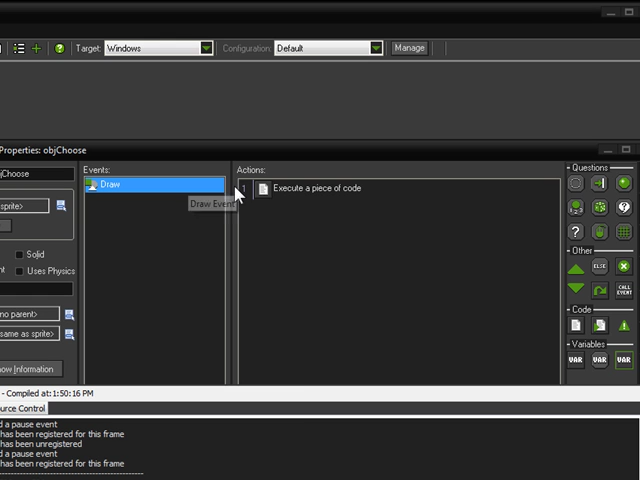 Target: Windows Configuration: Default Manage
Properties: objChoose
jChoose
Events:
Actions:
Questions
Draw
1 Execute a piece of code
sprite>
Draw Event
Solid
Other
nt Uses Physics
ELSE
CALL EVENT
no parent>
Code
same as sprite>
Variables
VAR VAR VAR
how Information
- Compiled at: 1:50:16 PM
urce Control
d a pause event
has been registered for this frame
has been unregistered
d a pause event
has been registered for this frame